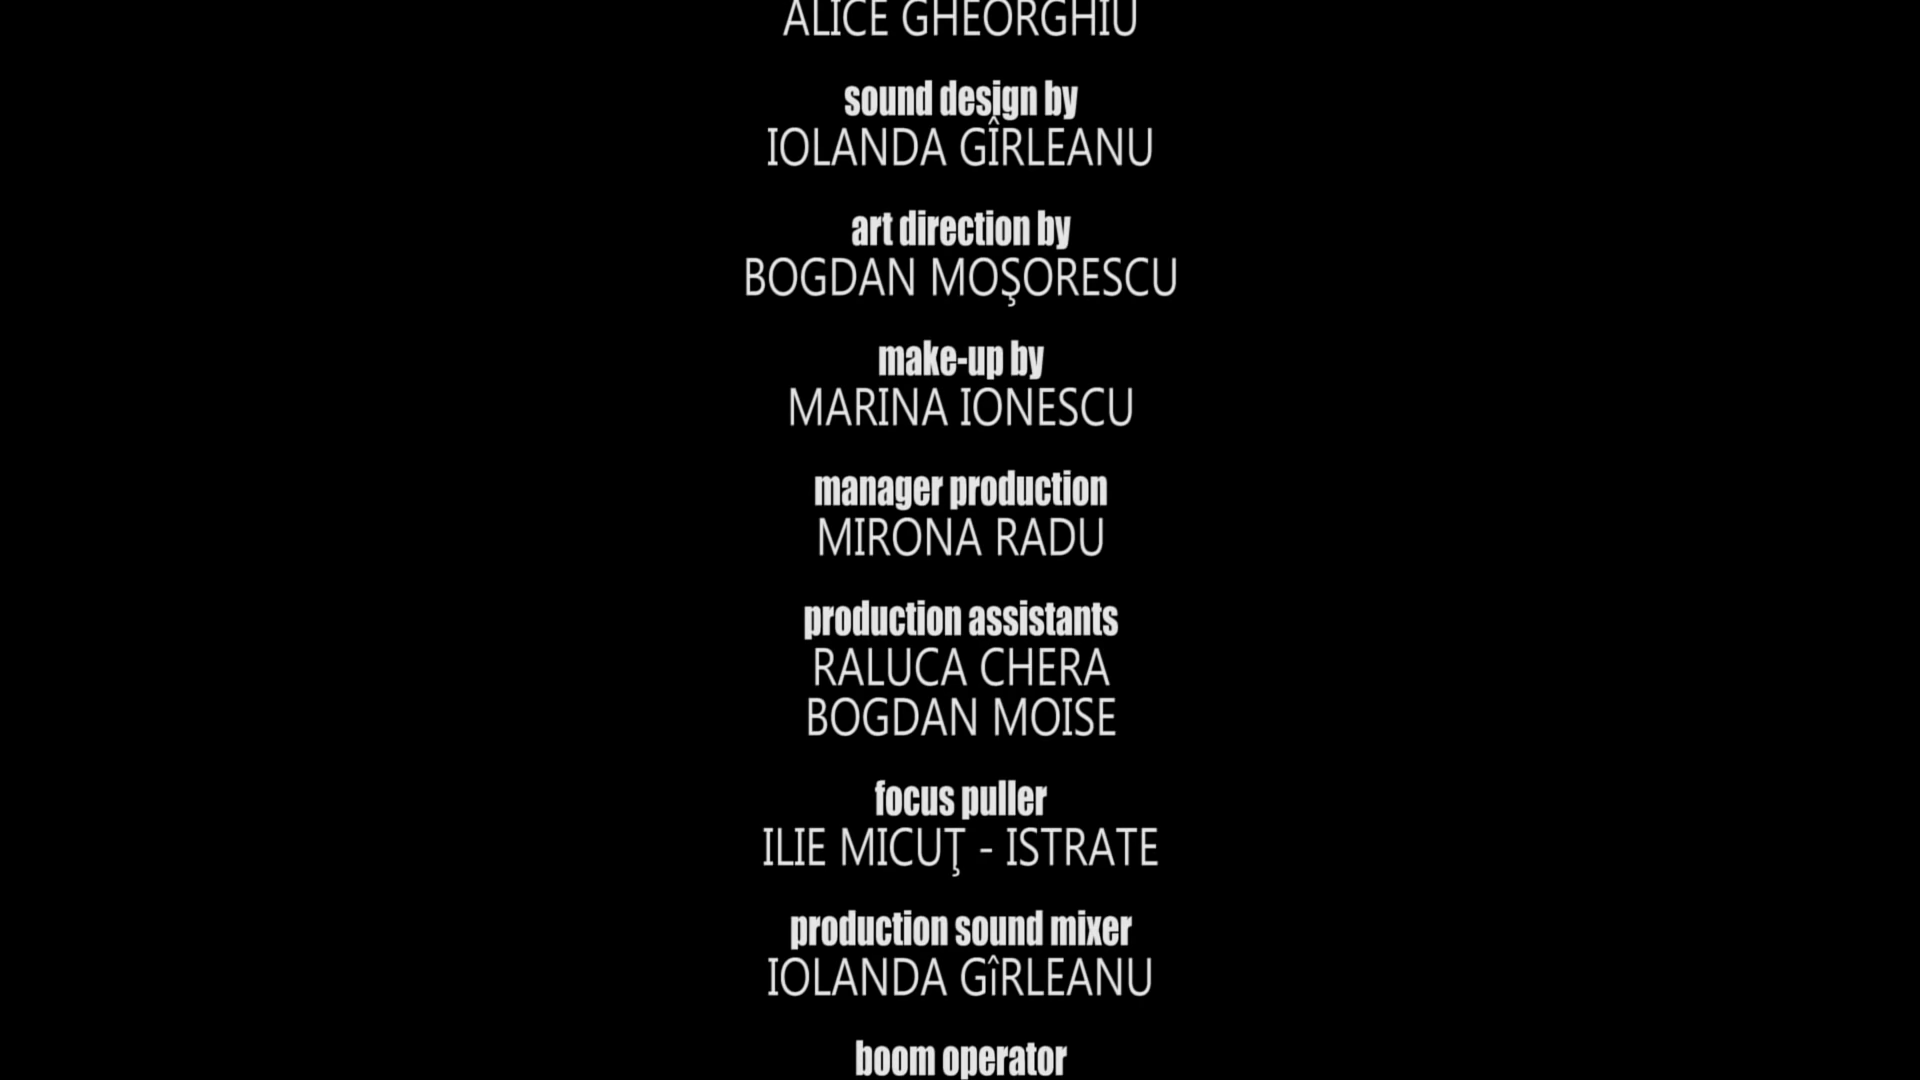 ALICE GHEORGHIU
sound design by
IOLANDA GÎRLEANU
art direction by
BOGDAN MOŞORESCU
make-up by
MARINA IONESCU
manager production
MIRONA RADU
production assistants
RALUCA CHERA
BOGDAN MOISE
focus puller
ILIE MICUŢ - ISTRATE
production sound mixer
IOLANDA GîRLEANU
boom operator